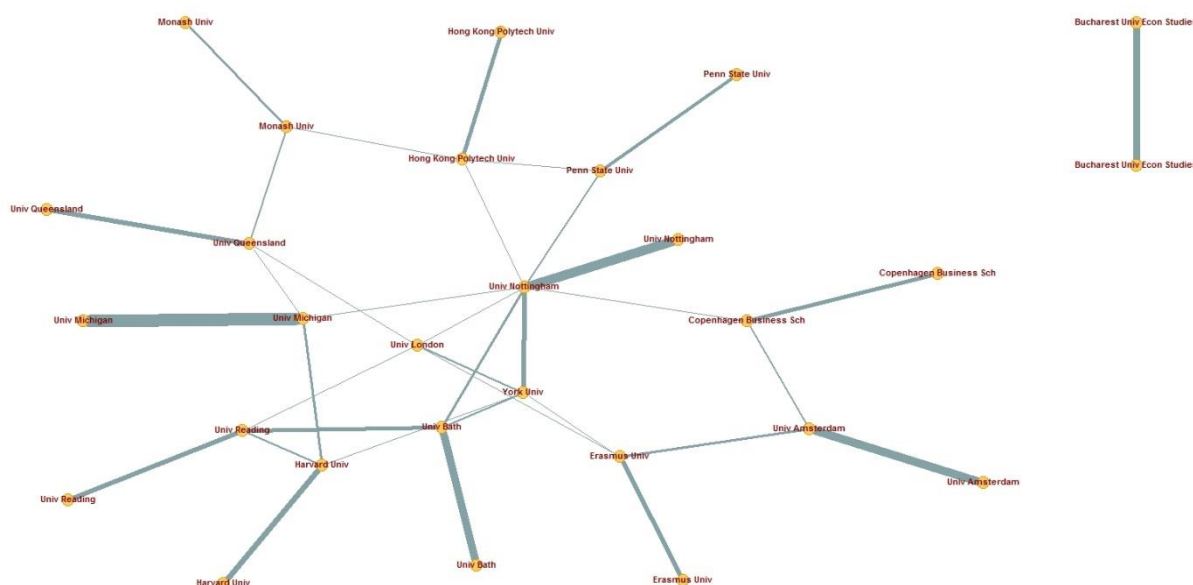 Monash Univ
Bucharest Univ Econ Studies
Hong Kong Polytech Univ
Penn State Univ
Monash Univ
Hong Kong Polytech Univ
Bucharest Univ Econ Studies
Penn State Univ
Univ Queensland
Univ Queensland
Univ Nottingham
Copenhagen Business Sch
Univ Nottingham
Univ Michigan
Univ Michigan
Copenhagen Business Sch
Univ London
York Univ
Univ Reading
Univ Bath
Univ Amsterdam
Harvard Univ
Erasmus Univ
Univ Amsterdam
Univ Reading
Univ Bath
Harvard Univ
Erasmus Univ